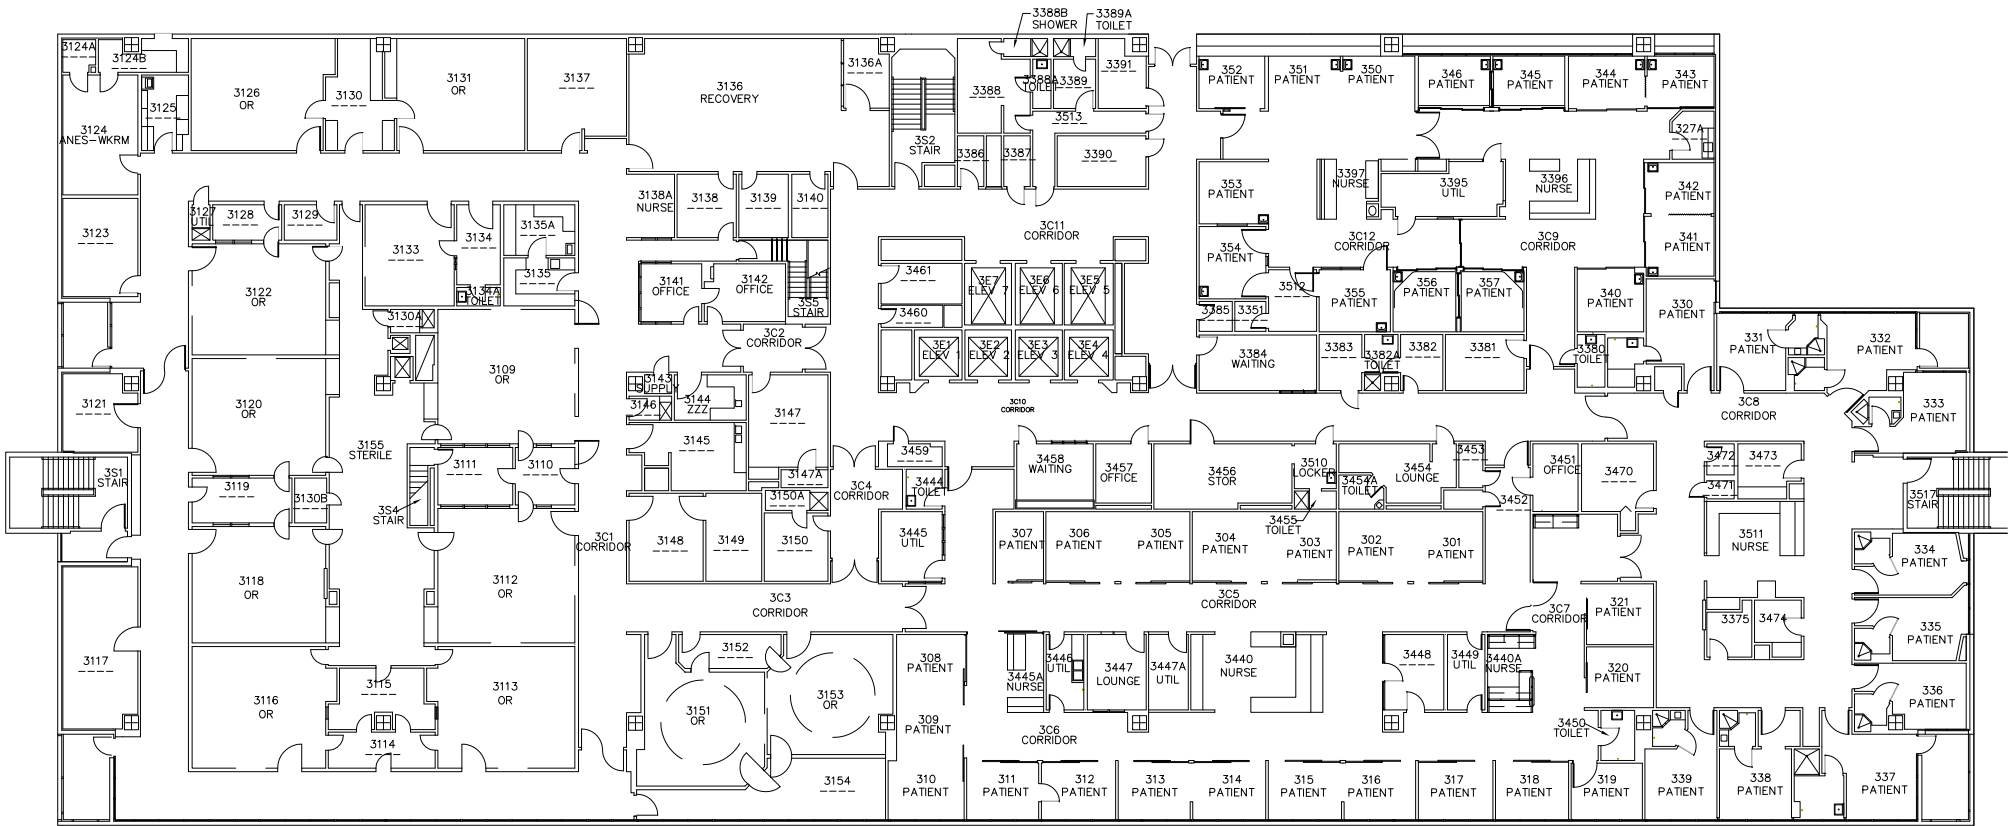 3388B
SHOWER
3389A
TOILET
3124A
3124B
3126
OR
3130
3131
OR
3137
3136
RECOVERY
3136A
3388
3388A
TOILET
3389
3391
352
PATIENT
351
PATIENT
350
PATIENT
346
PATIENT
345
PATIENT
344
PATIENT
343
PATIENT
3125
3124
ANES-WKRM
3S2
STAIR
3513
3386
3387
3390
327A
353
PATIENT
3397
NURSE
3395
UTIL
3396
NURSE
342
PATIENT
3138A
NURSE
3138
3139
3140
3127
UTIL
3128
3129
3123
3133
3134
3135A
3135
3134A
TOILET
3C11
CORRIDOR
354
PATIENT
3C12
CORRIDOR
3C9
CORRIDOR
341
PATIENT
3141
OFFICE
3142
OFFICE
3S5
STAIR
3461
3460
3E7
ELEV 7
3E6
ELEV 6
3E5
ELEV 5
3512
355
PATIENT
356
PATIENT
357
PATIENT
340
PATIENT
330
PATIENT
3122
OR
3130A
3385
3351
3C2
CORRIDOR
3E1
ELEV 1
3E2
ELEV 2
3E3
ELEV 3
3E4
ELEV 4
3384
WAITING
3383
3382A
TOILET
3382
3381
3380
TOILET
331
PATIENT
332
PATIENT
3109
OR
3143
SUPPLY
3144
ZZZ
3146
3147
3C10
CORRIDOR
3C8
CORRIDOR
333
PATIENT
3121
3120
OR
3155
STERILE
3145
3147A
3459
3458
WAITING
3457
OFFICE
3456
STOR
3510
LOCKER
3454A
TOILET
3454
LOUNGE
3453
3451
OFFICE
3470
3472
3473
3471
3S1
STAIR
3119
3130B
3111
3110
3S4
STAIR
3150A
3C4
CORRIDOR
3444
TOILET
3455
TOILET
3452
3517
STAIR
3C1
CORRIDOR
3148
3149
3150
3445
UTIL
307
PATIENT
306
PATIENT
305
PATIENT
304
PATIENT
303
PATIENT
302
PATIENT
301
PATIENT
3511
NURSE
334
PATIENT
3118
OR
3112
OR
3C3
CORRIDOR
3C5
CORRIDOR
3C7
CORRIDOR
321
PATIENT
3375
3474
335
PATIENT
3117
3152
308
PATIENT
3445A
NURSE
3446
UTIL
3447
LOUNGE
3447A
UTIL
3440
NURSE
3448
3449
UTIL
3440A
NURSE
320
PATIENT
336
PATIENT
3116
OR
3115
3113
OR
3114
3151
OR
3153
OR
309
PATIENT
3C6
CORRIDOR
3450
TOILET
3154
310
PATIENT
311
PATIENT
312
PATIENT
313
PATIENT
314
PATIENT
315
PATIENT
316
PATIENT
317
PATIENT
318
PATIENT
319
PATIENT
339
PATIENT
338
PATIENT
337
PATIENT